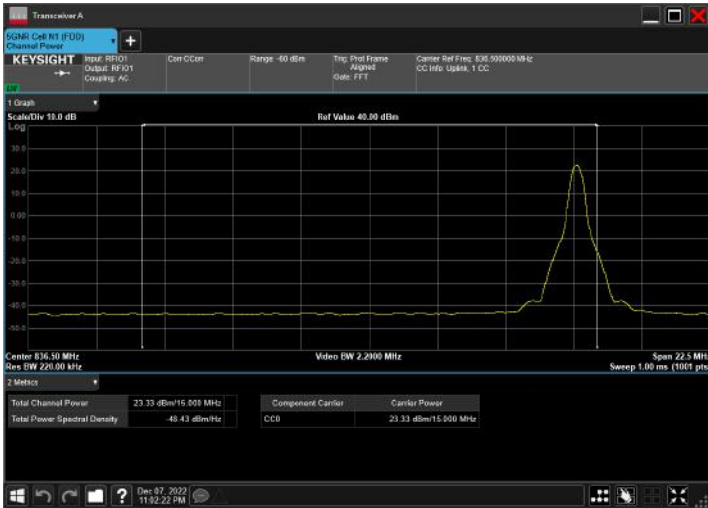 Transceiver A
5GNR Cell N1 (FDD)
Channel Power
KEYSIGHT
Input: RFIO1
Output: RFIO1
Coupling: AC
Corr CCorr
Range: -60 dBm
Trig: Prot Frame
Aligned
Gate: FFT
Carrier Ref Freq: 836.500000 MHz
CC Info: Uplink, 1 CC
1 Graph
Scale/Div 10.0 dB
Ref Value 40.00 dBm
Log
30.0
20.0
10.0
0.00
-10.0
-20.0
-30.0
-40.0
-50.0
Center 836.50 MHz
Video BW 2.2000 MHz
Span 22.5 MHz
Res BW 220.00 kHz
Sweep 1.00 ms (1001 pts
2 Metrics
Total Channel Power 23.33 dBm/15.000 MHz
Total Power Spectral Density -48.43 dBm/Hz
Component Carrier Carrier Power
CC0 23.33 dBm/15.000 MHz
Dec 07, 2022
11:02:22 PM